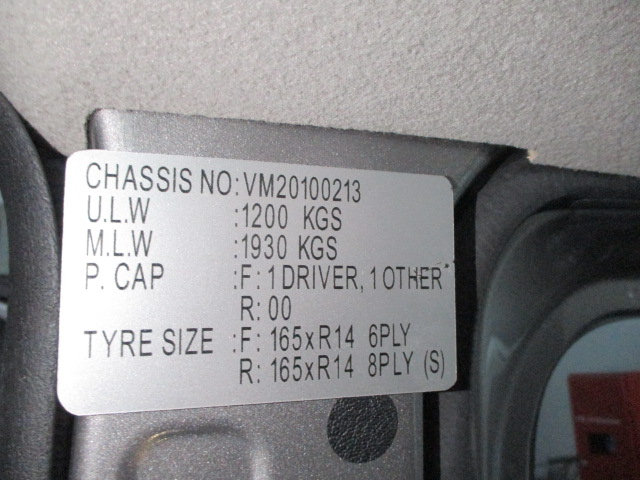 CHASSIS NO:VM20100213
U.L.W :1200 KGS
M.L.W :1930 KGS
P. CAP :F: 1 DRIVER, 1 OTHER
R: 00
TYRE SIZE :F: 165xR14 6PLY
R: 165xR14 8PLY (S)